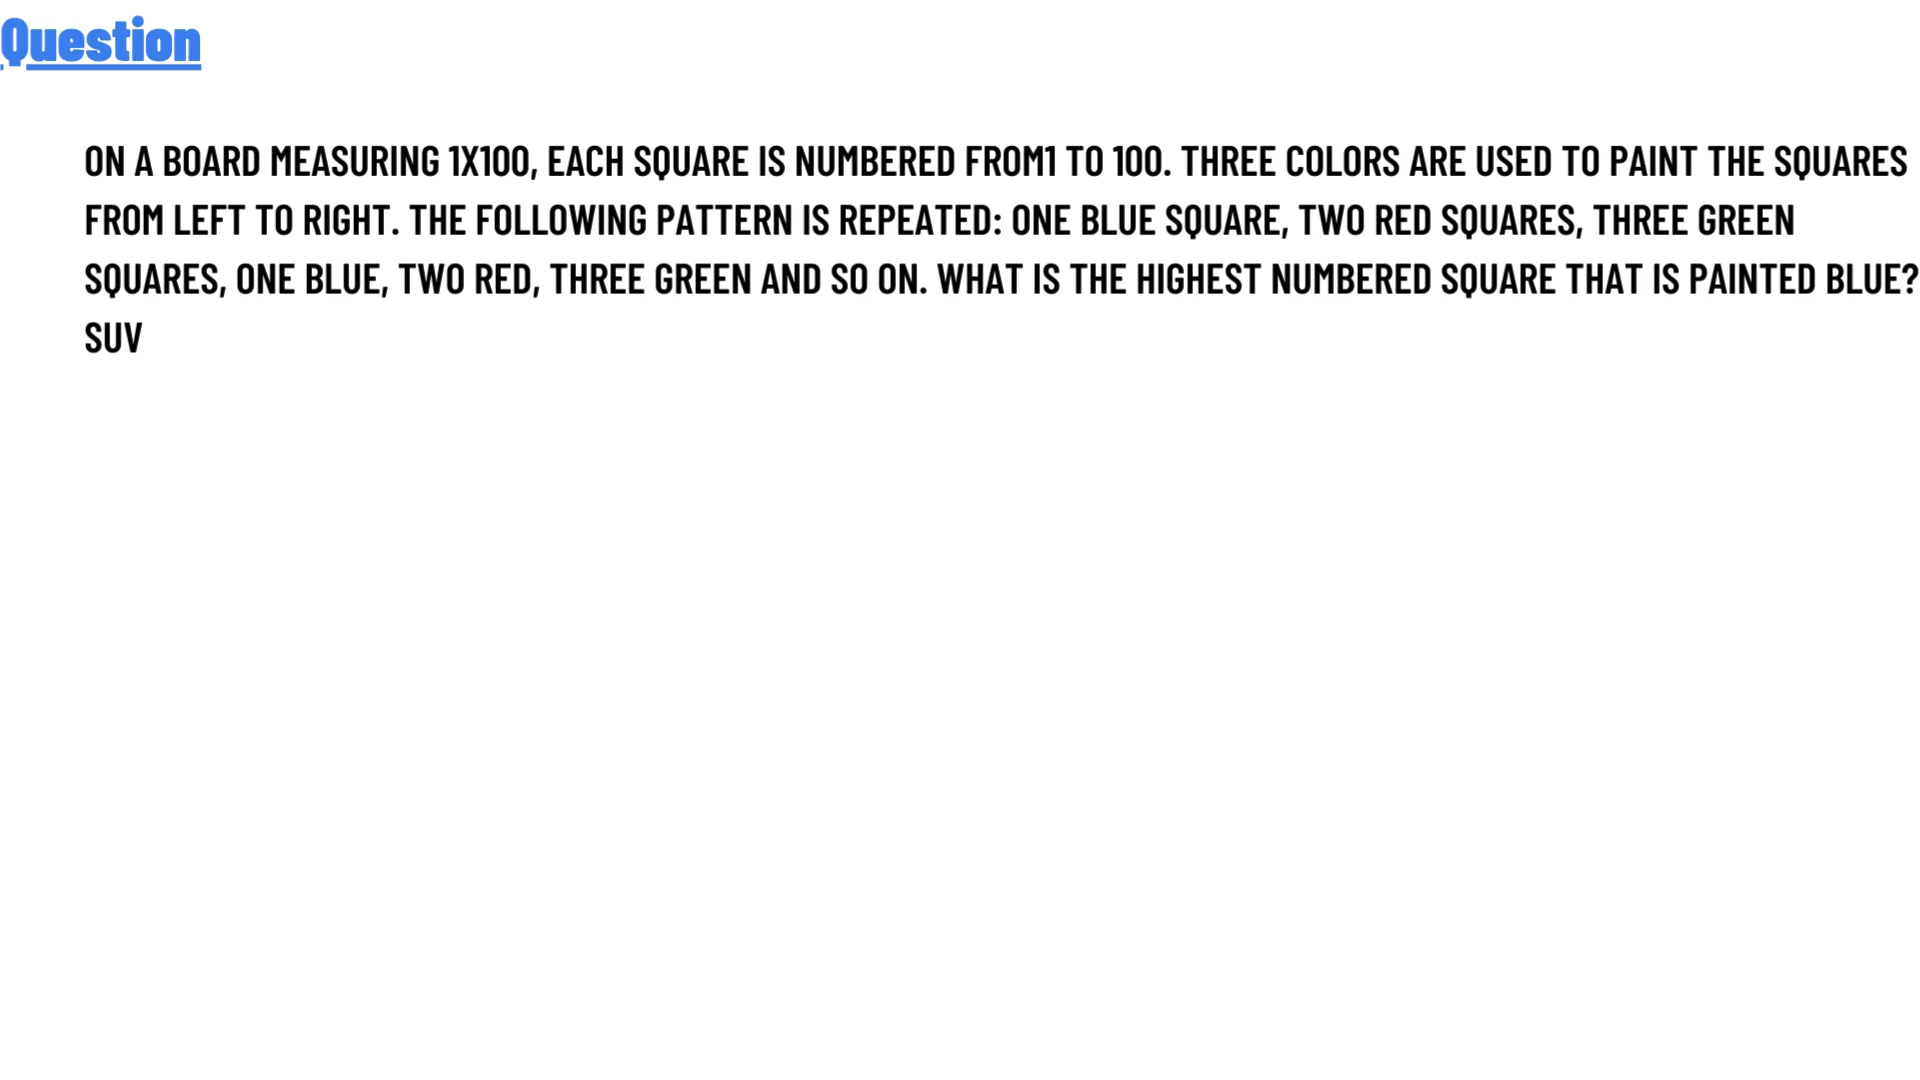 Question
ON A BOARD MEASURING 1X100, EACH SQUARE IS NUMBERED FROM1 TO 100. THREE COLORS ARE USED TO PAINT THE SQUARES
FROM LEFT TO RIGHT. THE FOLLOWING PATTERN IS REPEATED: ONE BLUE SQUARE, TWO RED SQUARES, THREE GREEN
SQUARES, ONE BLUE, TWO RED, THREE GREEN AND SO ON. WHAT IS THE HIGHEST NUMBERED SQUARE THAT IS PAINTED BLUE?
SUV